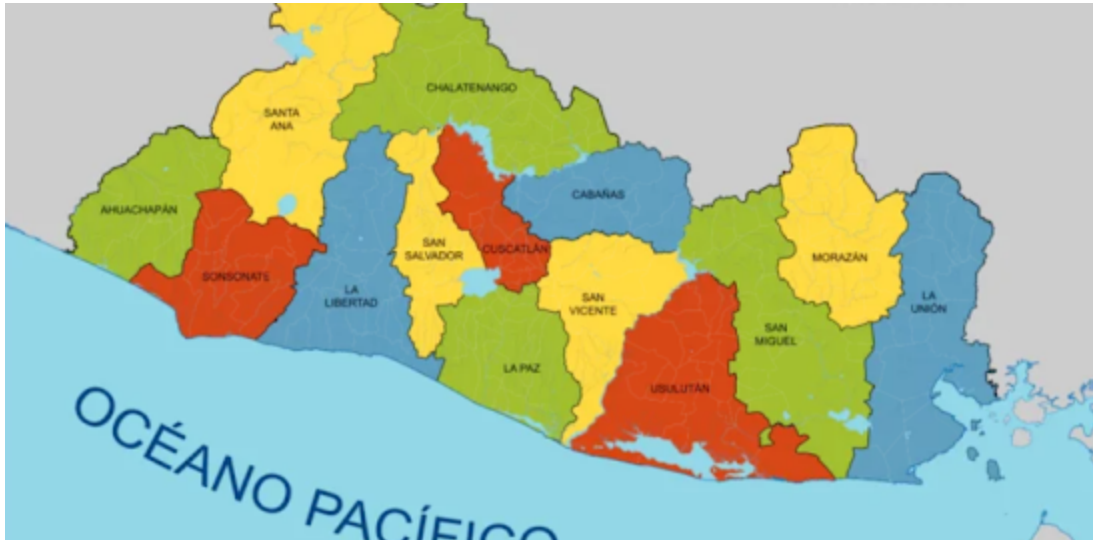 CHALATENANGO
SANTA
ANA
AHUACHAPÁN
CABAÑAS
SONSONATE
LA
LIBERTAD
SAN
SALVADOR
CUSCATLÁN
MORAZÁN
SAN
VICENTE
LA
UNIÓN
SAN
MIGUEL
LA PAZ
USULUTÁN
OCÉANO PACÍFICO